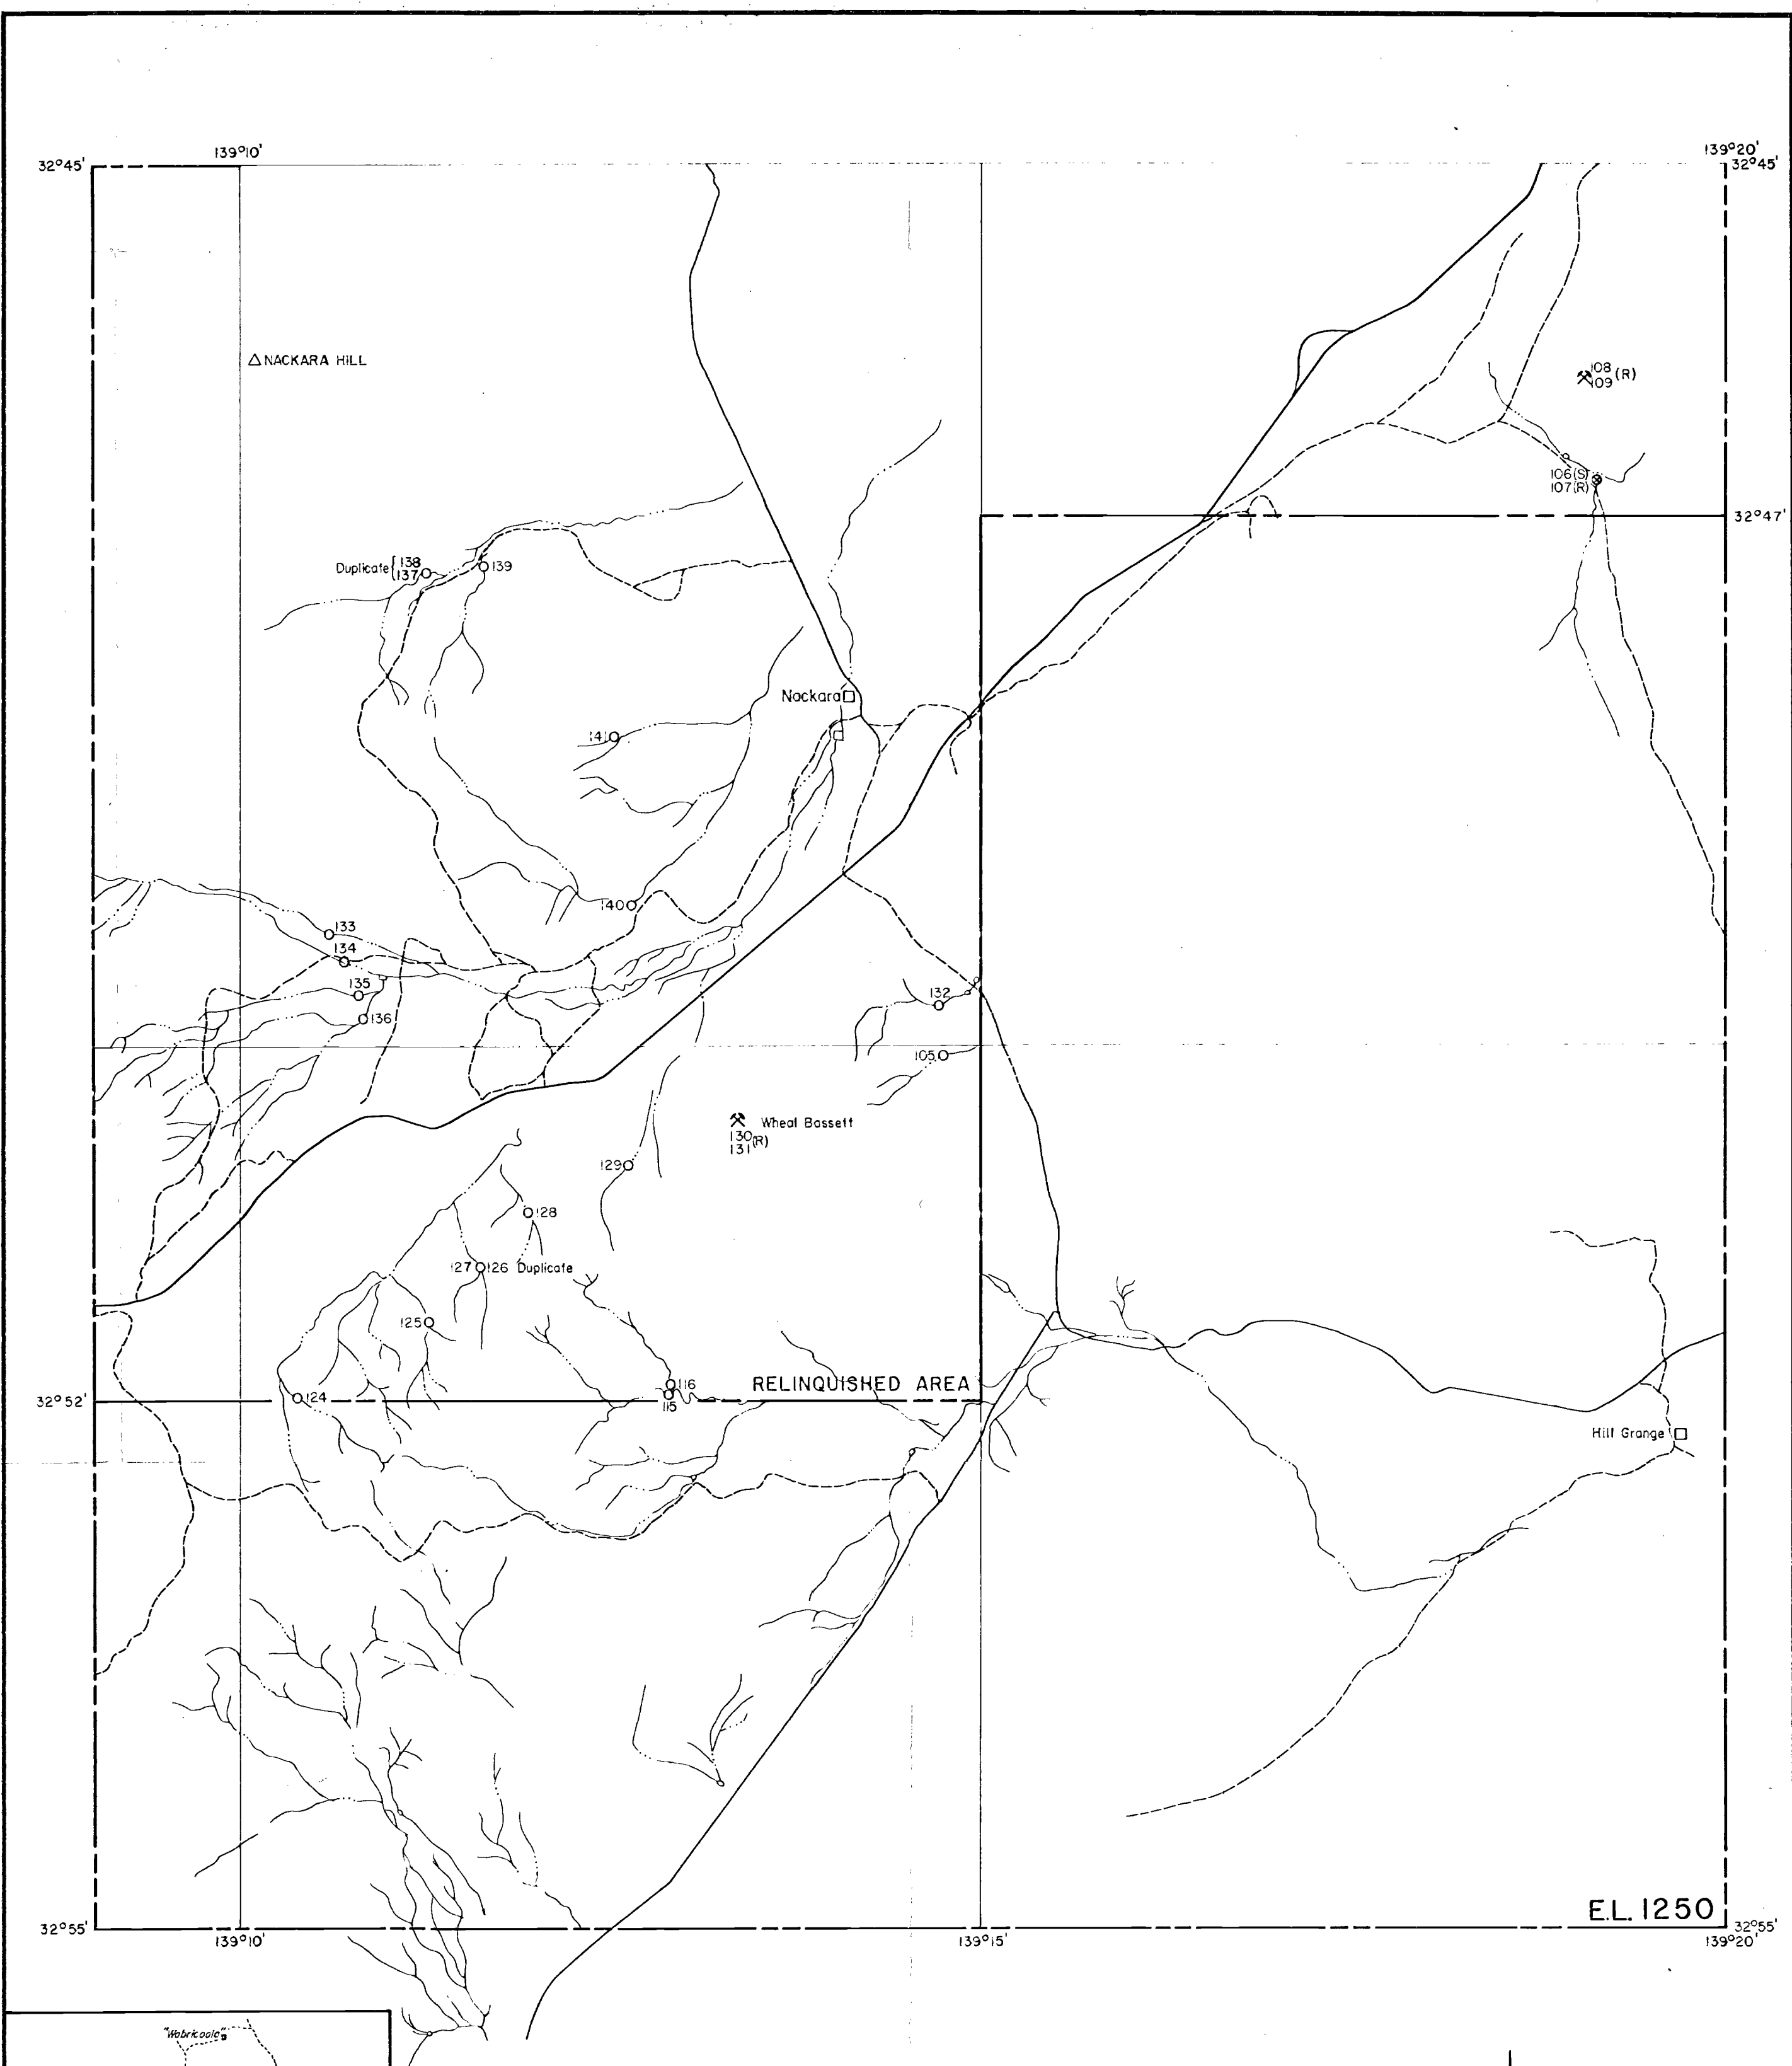 139°10'
139°20'
32°45'
32°45'
NACKARA HILL
108
109 (R)
106(S)
107(R)
32°47'
Duplicate { 138
137
139
Nackara
141
140
133
134
135
136
132
105
Wheal Bassett
130
131 (R)
129
128
127 126 Duplicate
125
116
115
RELINQUISHED AREA
32°52'
124
Hill Grange
E.L. 1250
32°55'
32°55'
139°10'
139°15'
139°20'
"Wabricoola"